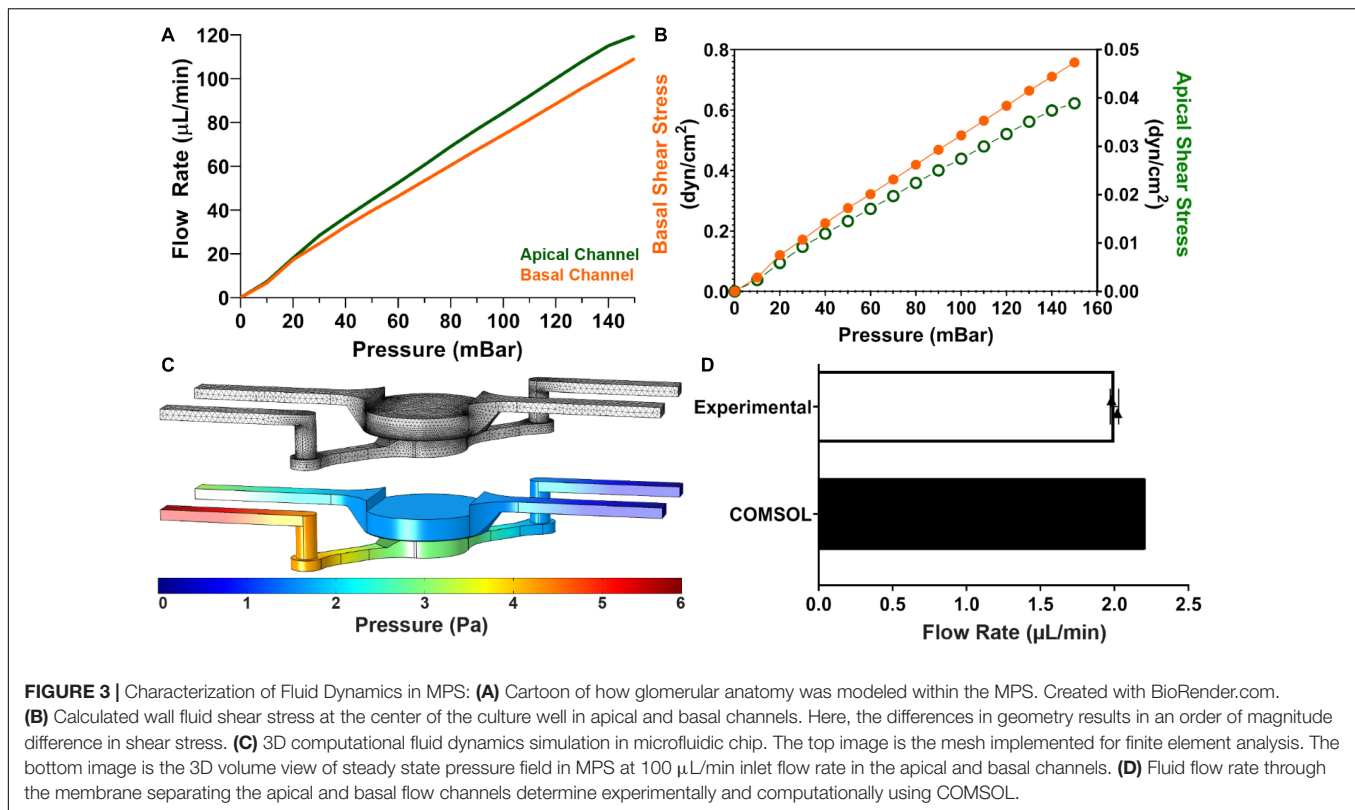 A
120
100
80
60
40
20
0
Flow Rate (µL/min)
Apical Channel
Basal Channel
0 20 40 60 80 100 120 140
Pressure (mBar)
B
0.8
0.6
0.4
0.2
0.0
Basal Shear Stress
(dyn/cm²)
0.05
0.04
0.03
0.02
0.01
0.00
Apical Shear Stress
(dyn/cm²)
0 20 40 60 80 100 120 140 160
Pressure (mBar)
C
0 1 2 3 4 5 6
Pressure (Pa)
D
Experimental
COMSOL
0.0 0.5 1.0 1.5 2.0 2.5
Flow Rate (µL/min)
FIGURE 3 | Characterization of Fluid Dynamics in MPS: (A) Cartoon of how glomerular anatomy was modeled within the MPS. Created with BioRender.com.
(B) Calculated wall fluid shear stress at the center of the culture well in apical and basal channels. Here, the differences in geometry results in an order of magnitude
difference in shear stress. (C) 3D computational fluid dynamics simulation in microfluidic chip. The top image is the mesh implemented for finite element analysis. The
bottom image is the 3D volume view of steady state pressure field in MPS at 100 µL/min inlet flow rate in the apical and basal channels. (D) Fluid flow rate through
the membrane separating the apical and basal flow channels determine experimentally and computationally using COMSOL.